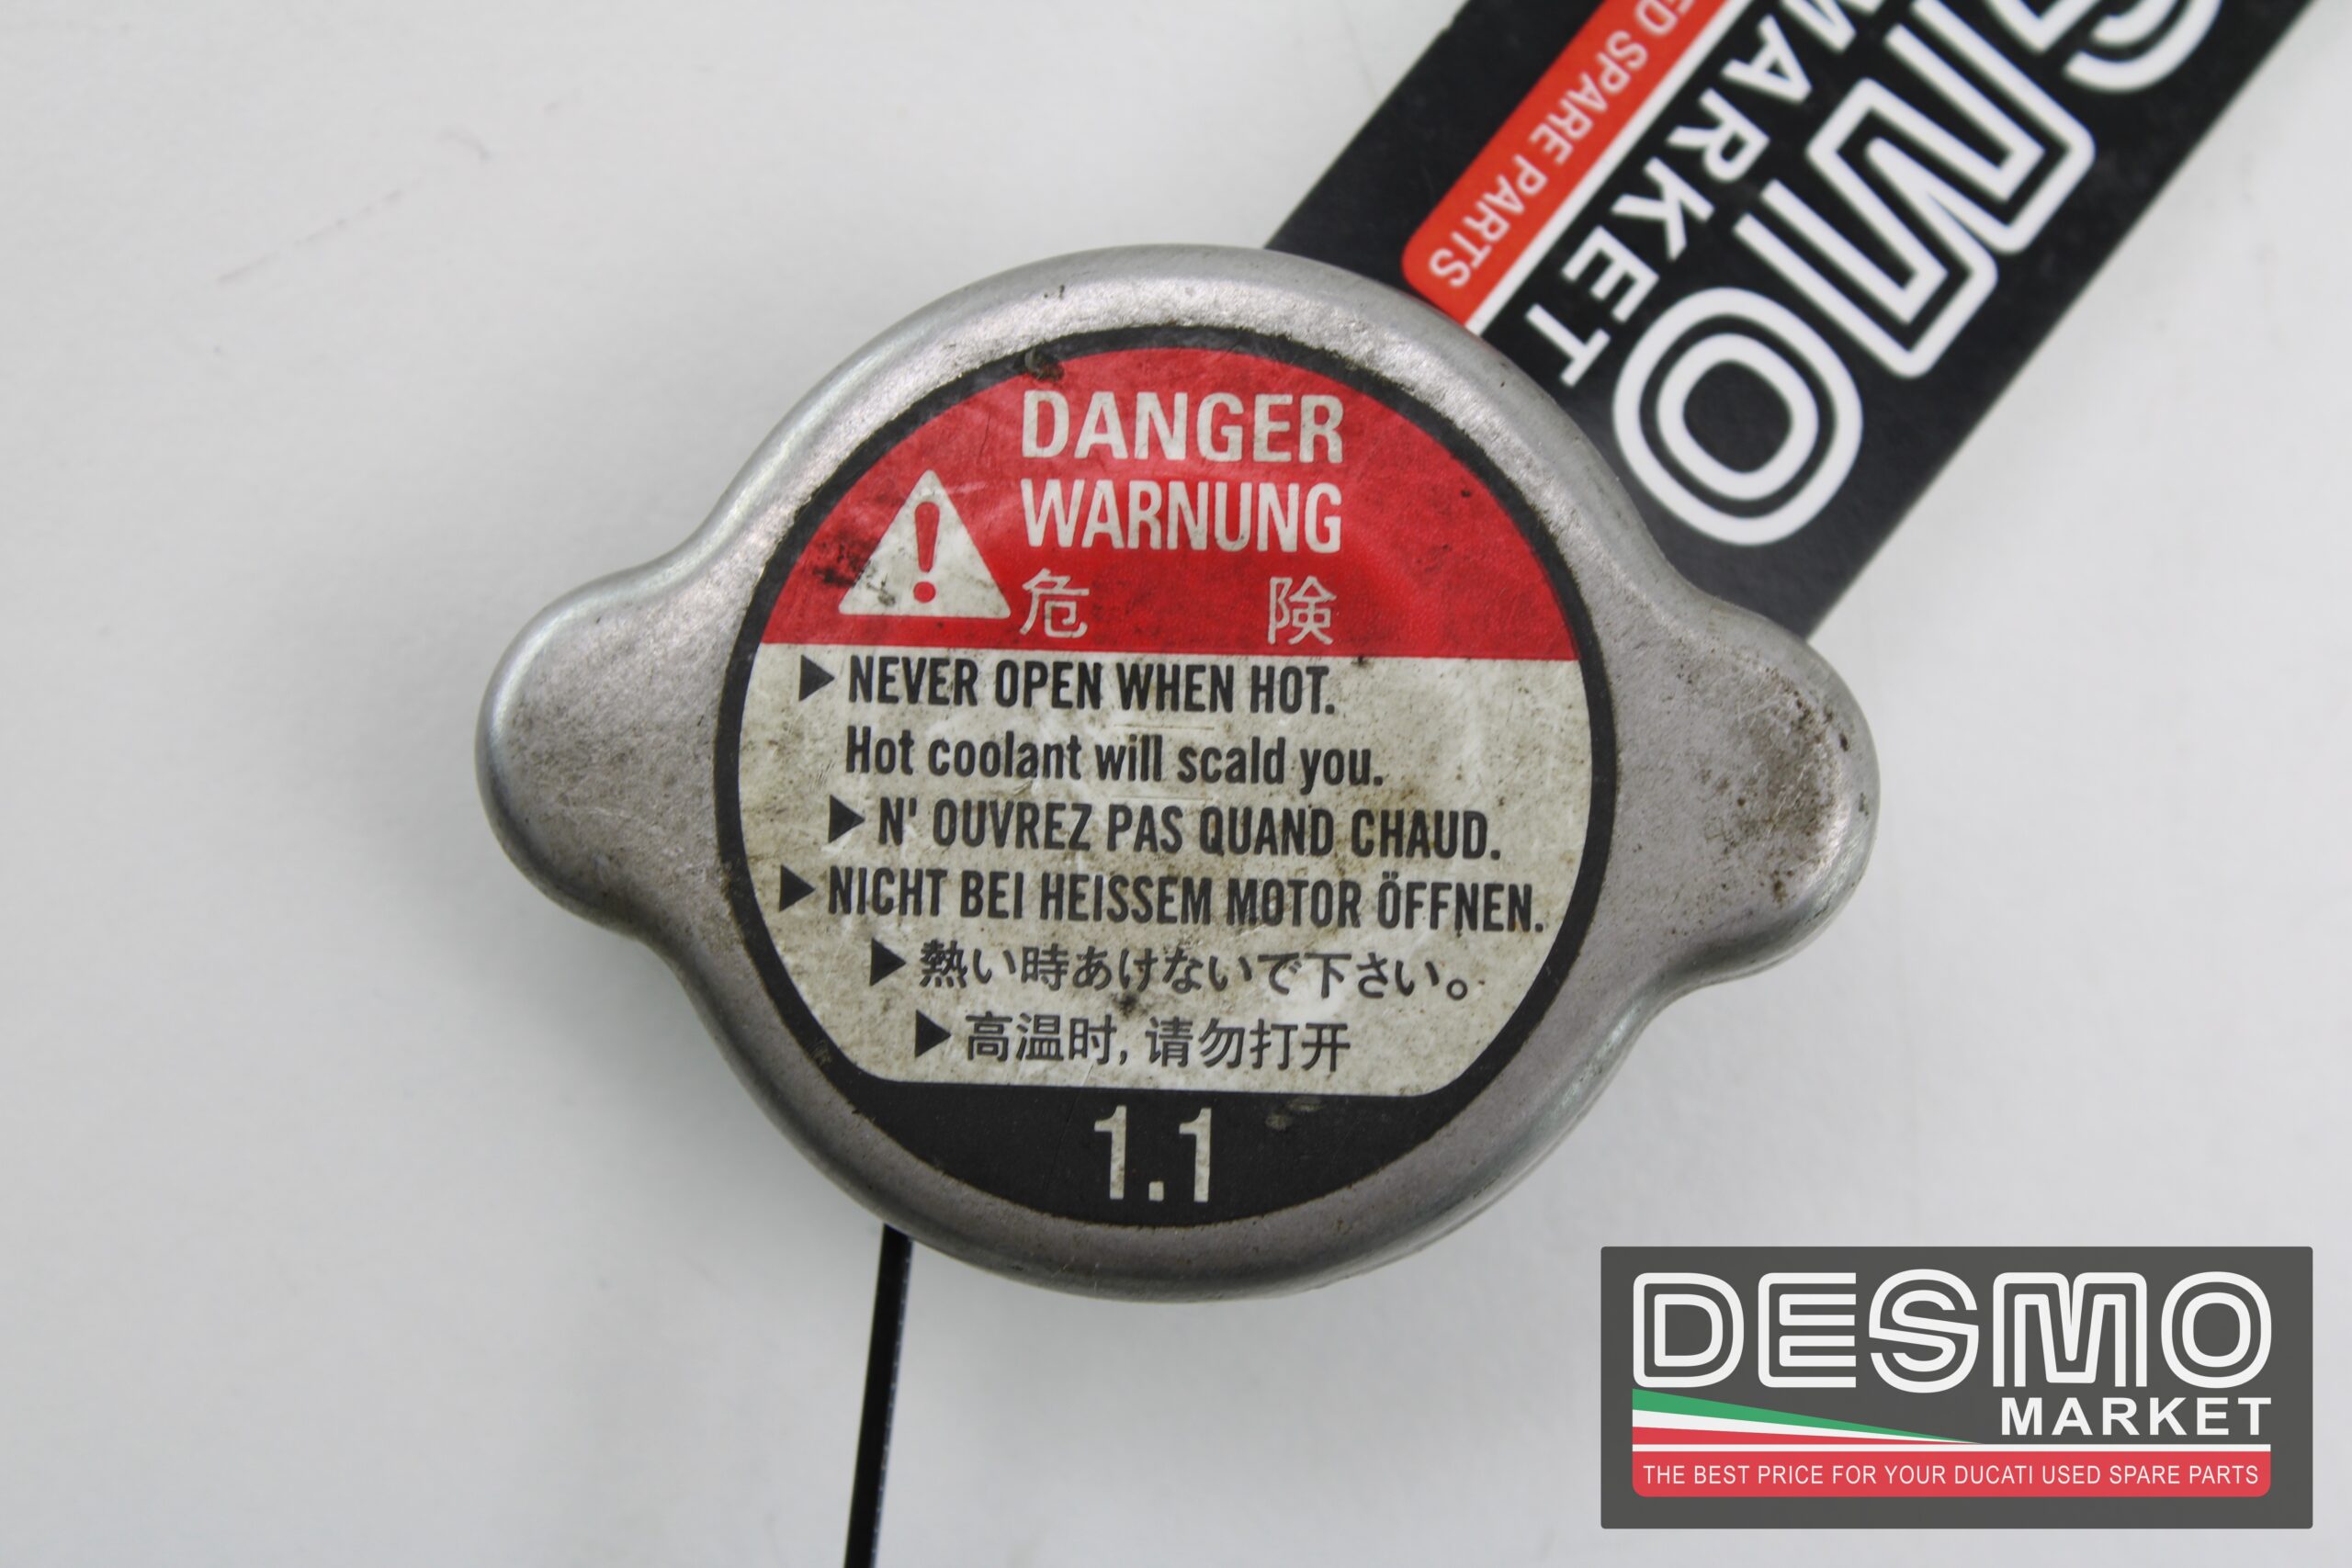 DANGER
WARNUNG
危 険
▶ NEVER OPEN WHEN HOT.
Hot coolant will scald you.
▶ N' OUVREZ PAS QUAND CHAUD.
▶ NICHT BEI HEISSEM MOTOR ÖFFNEN.
▶ 熱い時あけないで下さい。
▶ 高温时, 请勿打开
1.1
MARKET
SPARE PARTS
DESMO
MARKET
THE BEST PRICE FOR YOUR DUCATI USED SPARE PARTS